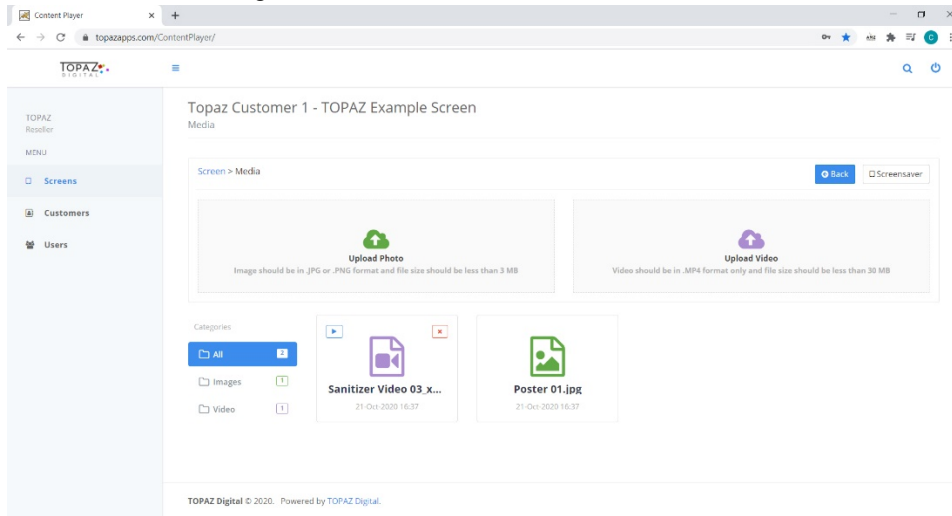 Content Player
topazapps.com/ContentPlayer/
TOPAZ
DIGITAL
TOPAZ
Reseller
MENU
Screens
Customers
Users
Topaz Customer 1 - TOPAZ Example Screen
Media
Screen > Media
Back
Screensaver
Upload Photo
Image should be in .JPG or .PNG format and file size should be less than 3 MB
Upload Video
Video should be in .MP4 format only and file size should be less than 30 MB
Categories
All 2
Images 1
Video 1
Sanitizer Video 03_x...
21-Oct-2020 16:37
Poster 01.jpg
21-Oct-2020 16:37
TOPAZ Digital © 2020. Powered by TOPAZ Digital.